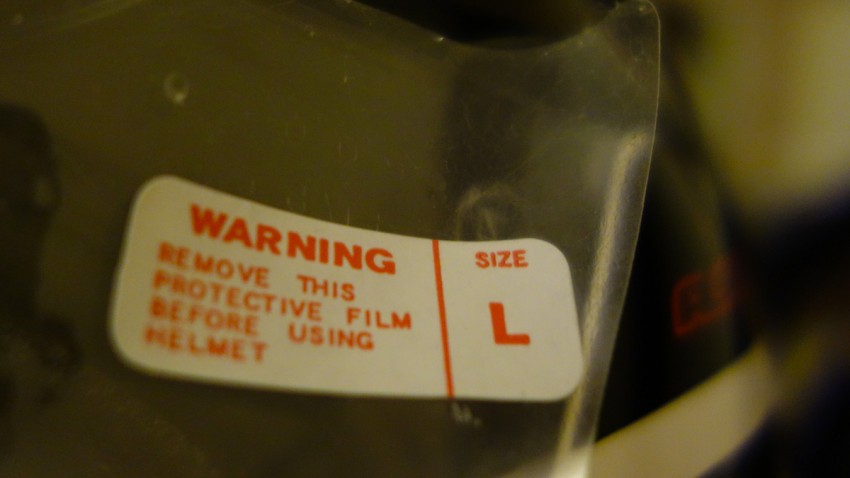 WARNING
REMOVE THIS
PROTECTIVE FILM
BEFORE USING
HELMET
SIZE
L